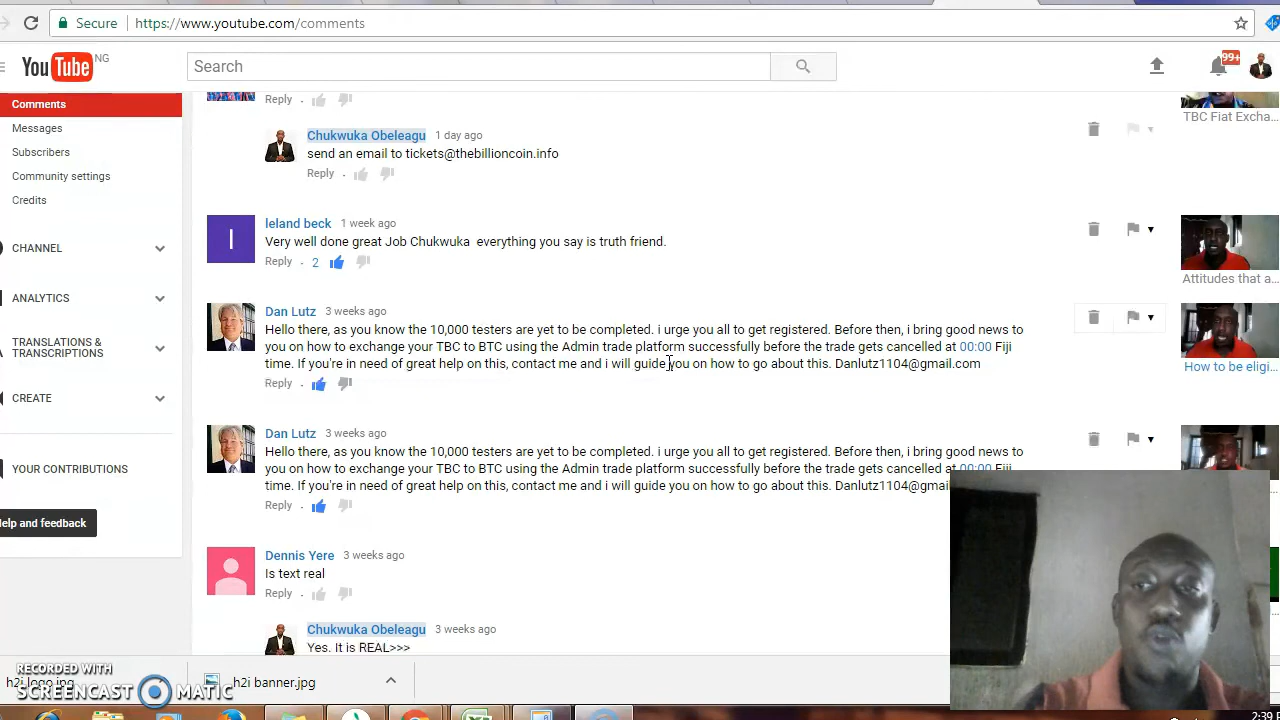 Secure https://www.youtube.com/comments
YouTube NG
Search
99+
Comments
Messages
Subscribers
Community settings
Credits
CHANNEL
ANALYTICS
TRANSLATIONS &
TRANSCRIPTIONS
CREATE
YOUR CONTRIBUTIONS
Help and feedback
Reply
TBC Fiat Excha...
Chukwuka Obeleagu 1 day ago
send an email to tickets@thebillioncoin.info
Reply
I
leland beck 1 week ago
Very well done great Job Chukwuka everything you say is truth friend.
Reply 2
Attitudes that a...
Dan Lutz 3 weeks ago
Hello there, as you know the 10,000 testers are yet to be completed. i urge you all to get registered. Before then, i bring good news to
you on how to exchange your TBC to BTC using the Admin trade platform successfully before the trade gets cancelled at 00:00 Fiji
time. If you're in need of great help on this, contact me and i will guide you on how to go about this. Danlutz1104@gmail.com
Reply
How to be eligi...
Dan Lutz 3 weeks ago
Hello there, as you know the 10,000 testers are yet to be completed. i urge you all to get registered. Before then, i bring good news to
you on how to exchange your TBC to BTC using the Admin trade platform successfully before the trade gets cancelled at 00:00 Fiji
time. If you're in need of great help on this, contact me and i will guide you on how to go about this. Danlutz1104@gmail
Reply
Dennis Yere 3 weeks ago
Is text real
Reply
Chukwuka Obeleagu 3 weeks ago
Yes. It is REAL>>>
RECORDED WITH
SCREENCAST MATIC
h2i logo.jpg
h2i banner.jpg
2:39